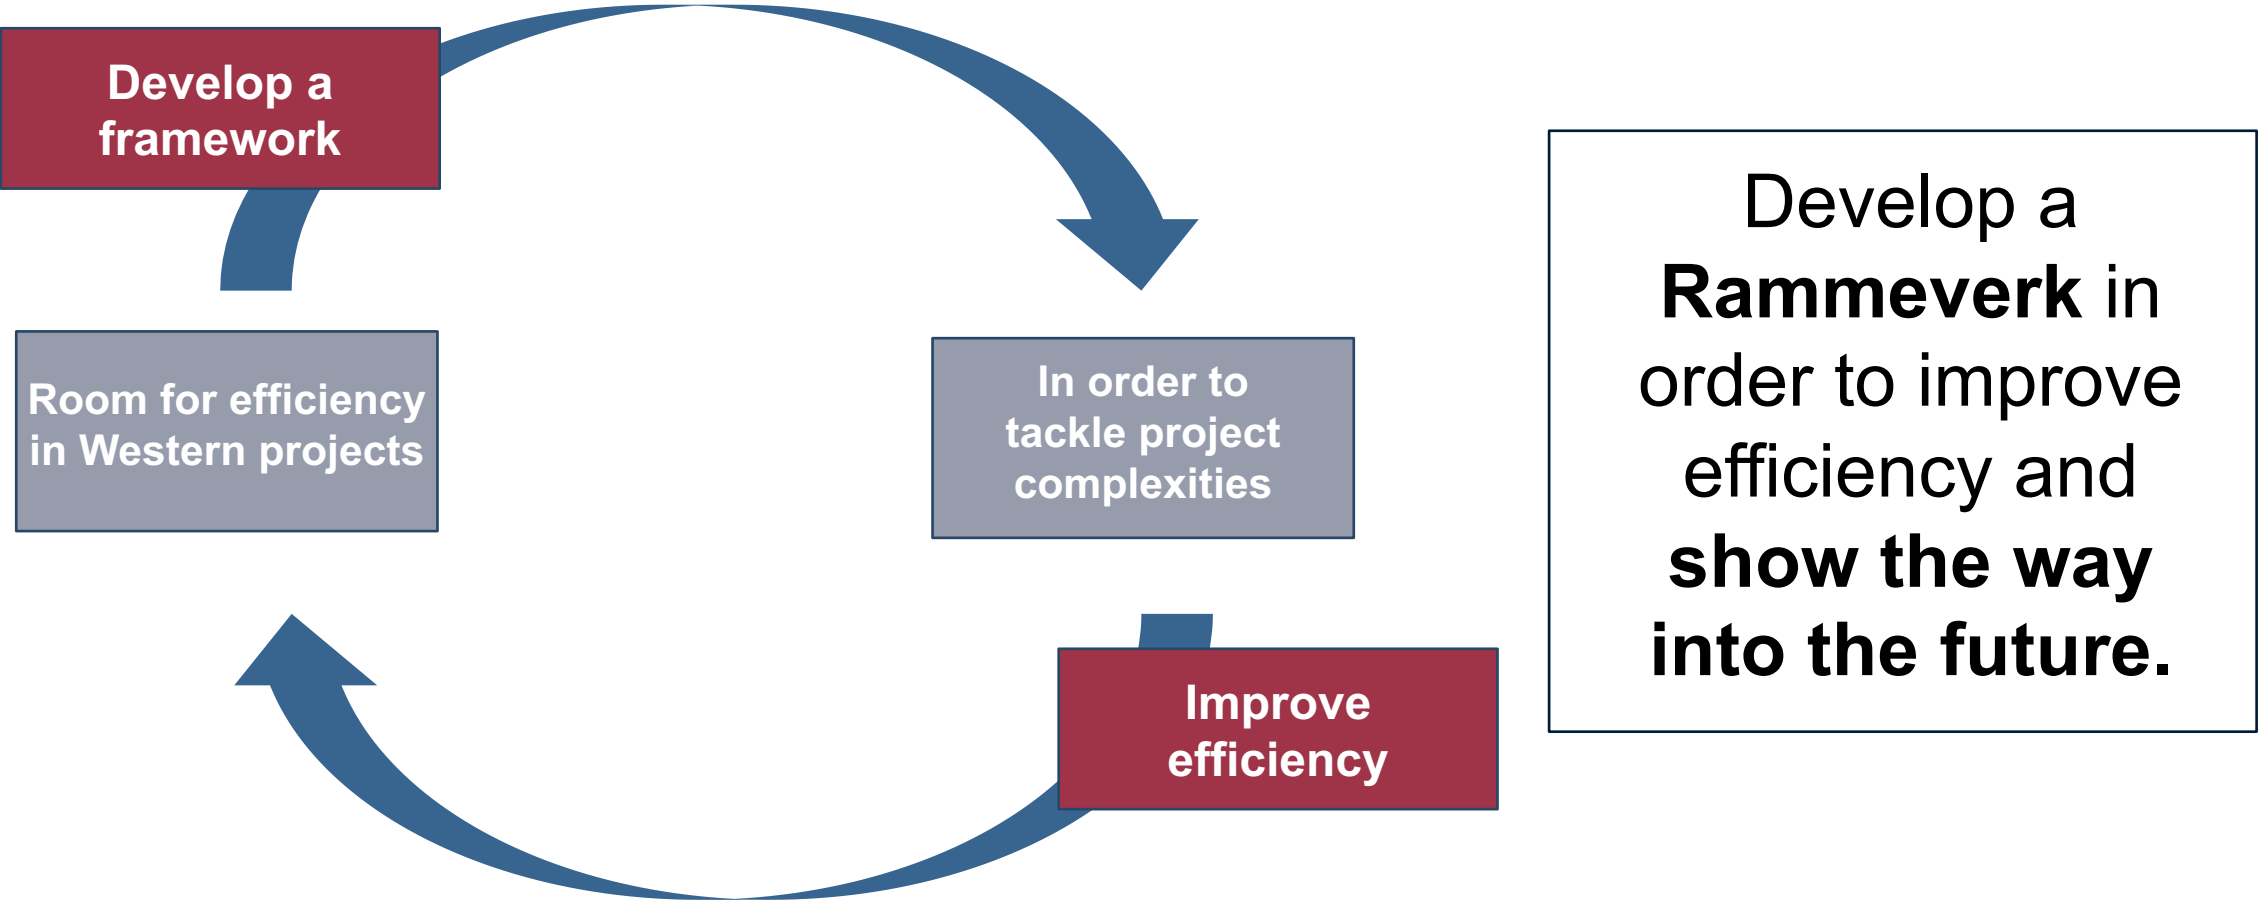 Develop a
framework
Room for efficiency
in Western projects
In order to
tackle project
complexities
Improve
efficiency
Develop a
Rammeverk in
order to improve
efficiency and
show the way
into the future.